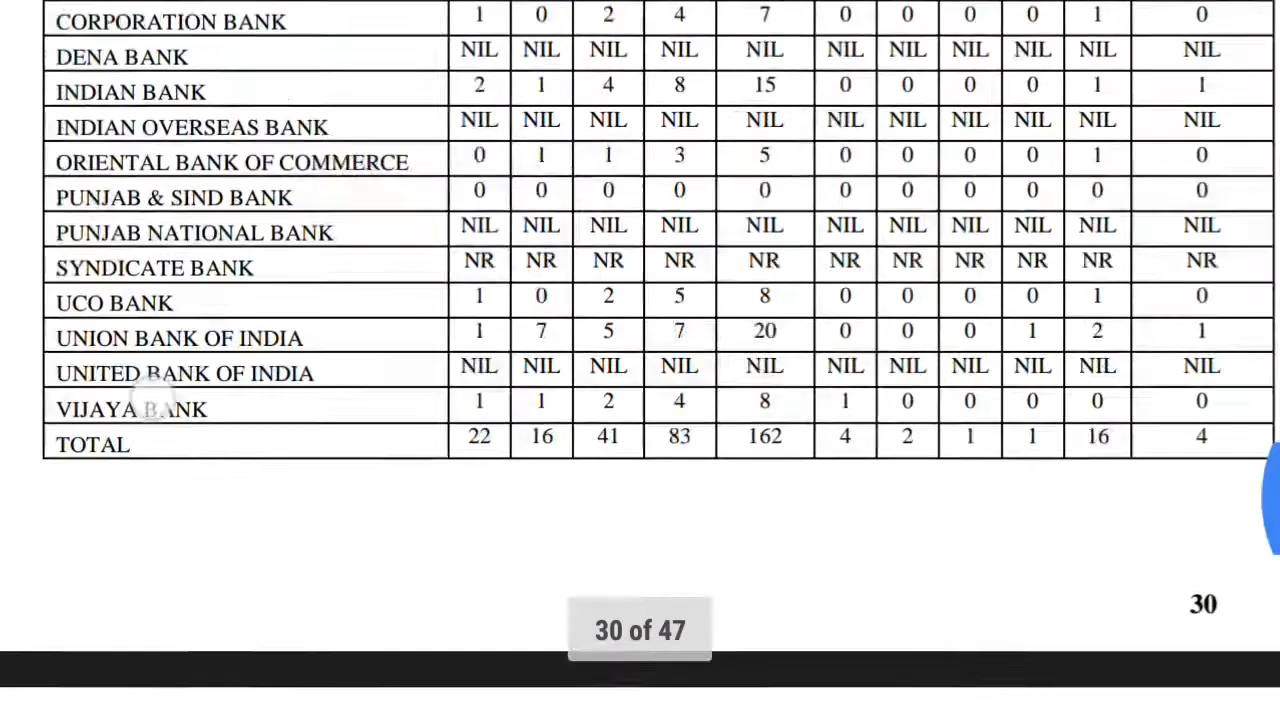 CORPORATION BANK 1 0 2 4 7 0 0 0 0 1 0
DENA BANK NIL NIL NIL NIL NIL NIL NIL NIL NIL NIL NIL
INDIAN BANK 2 1 4 8 15 0 0 0 0 1 1
INDIAN OVERSEAS BANK NIL NIL NIL NIL NIL NIL NIL NIL NIL NIL NIL
ORIENTAL BANK OF COMMERCE 0 1 1 3 5 0 0 0 0 1 0
PUNJAB & SIND BANK 0 0 0 0 0 0 0 0 0 0 0
PUNJAB NATIONAL BANK NIL NIL NIL NIL NIL NIL NIL NIL NIL NIL NIL
SYNDICATE BANK NR NR NR NR NR NR NR NR NR NR NR
UCO BANK 1 0 2 5 8 0 0 0 0 1 0
UNION BANK OF INDIA 1 7 5 7 20 0 0 0 1 2 1
UNITED BANK OF INDIA NIL NIL NIL NIL NIL NIL NIL NIL NIL NIL NIL
VIJAYA BANK 1 1 2 4 8 1 0 0 0 0 0
TOTAL 22 16 41 83 162 4 2 1 1 16 4
30
30 of 47